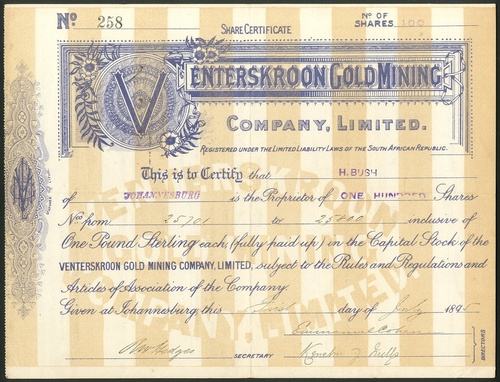 No 258
SHARE CERTIFICATE
No OF SHARES 100
VENTERSKROON GOLD MINING
COMPANY, LIMITED.
REGISTERED UNDER THE LIMITED LIABILITY LAWS OF THE SOUTH AFRICAN REPUBLIC.
This is to Certify that H. BUSH
of JOHANNESBURG is the Proprietor of ONE HUNDRED Shares
Nos from 25701 to 25800 inclusive of
One Pound Sterling each, (fully paid up) in the Capital Stock of the
VENTERSKROON GOLD MINING COMPANY, LIMITED, subject to the Rules and Regulations and
Articles of Association of the Company.
Given at Johannesburg this First day of July 1895
Emmanuel Cohen
SECRETARY
DIRECTORS